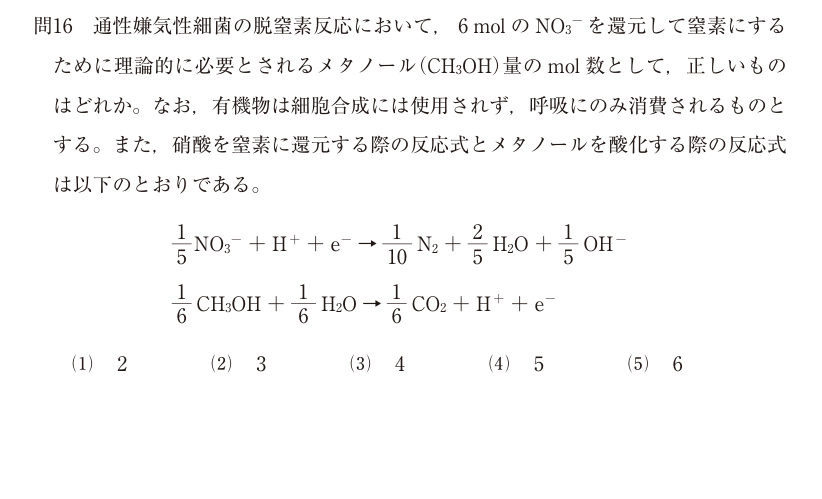 問16　通性嫌気性細菌の脱窒素反応において，6 mol の NO₃⁻ を還元して窒素にする
ために理論的に必要とされるメタノール(CH₃OH)量の mol 数として，正しいもの
はどれか。なお，有機物は細胞合成には使用されず，呼吸にのみ消費されるものと
する。また，硝酸を窒素に還元する際の反応式とメタノールを酸化する際の反応式
は以下のとおりである。
1/5 NO₃⁻ + H⁺ + e⁻ → 1/10 N₂ + 2/5 H₂O + 1/5 OH⁻
1/6 CH₃OH + 1/6 H₂O → 1/6 CO₂ + H⁺ + e⁻
(1)　2　(2)　3　(3)　4　(4)　5　(5)　6